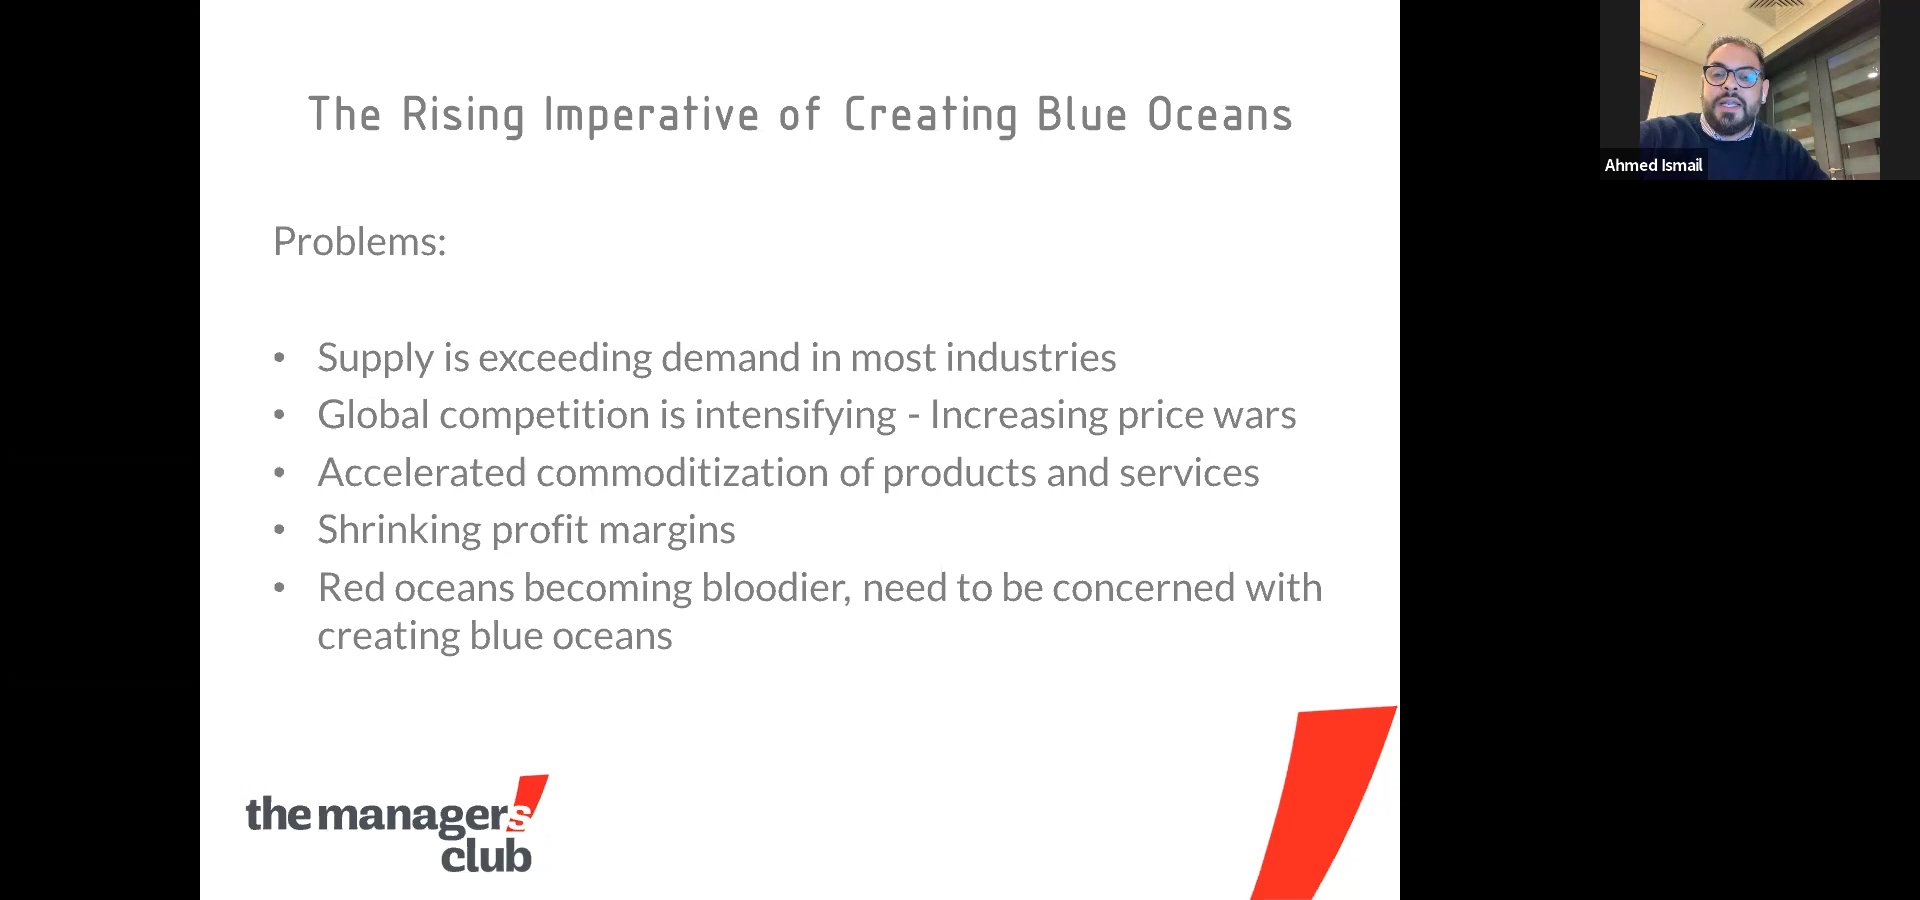 The Rising Imperative of Creating Blue Oceans
Problems:
• Supply is exceeding demand in most industries
• Global competition is intensifying - Increasing price wars
• Accelerated commoditization of products and services
• Shrinking profit margins
• Red oceans becoming bloodier, need to be concerned with
creating blue oceans
the managers
club
Ahmed Ismail